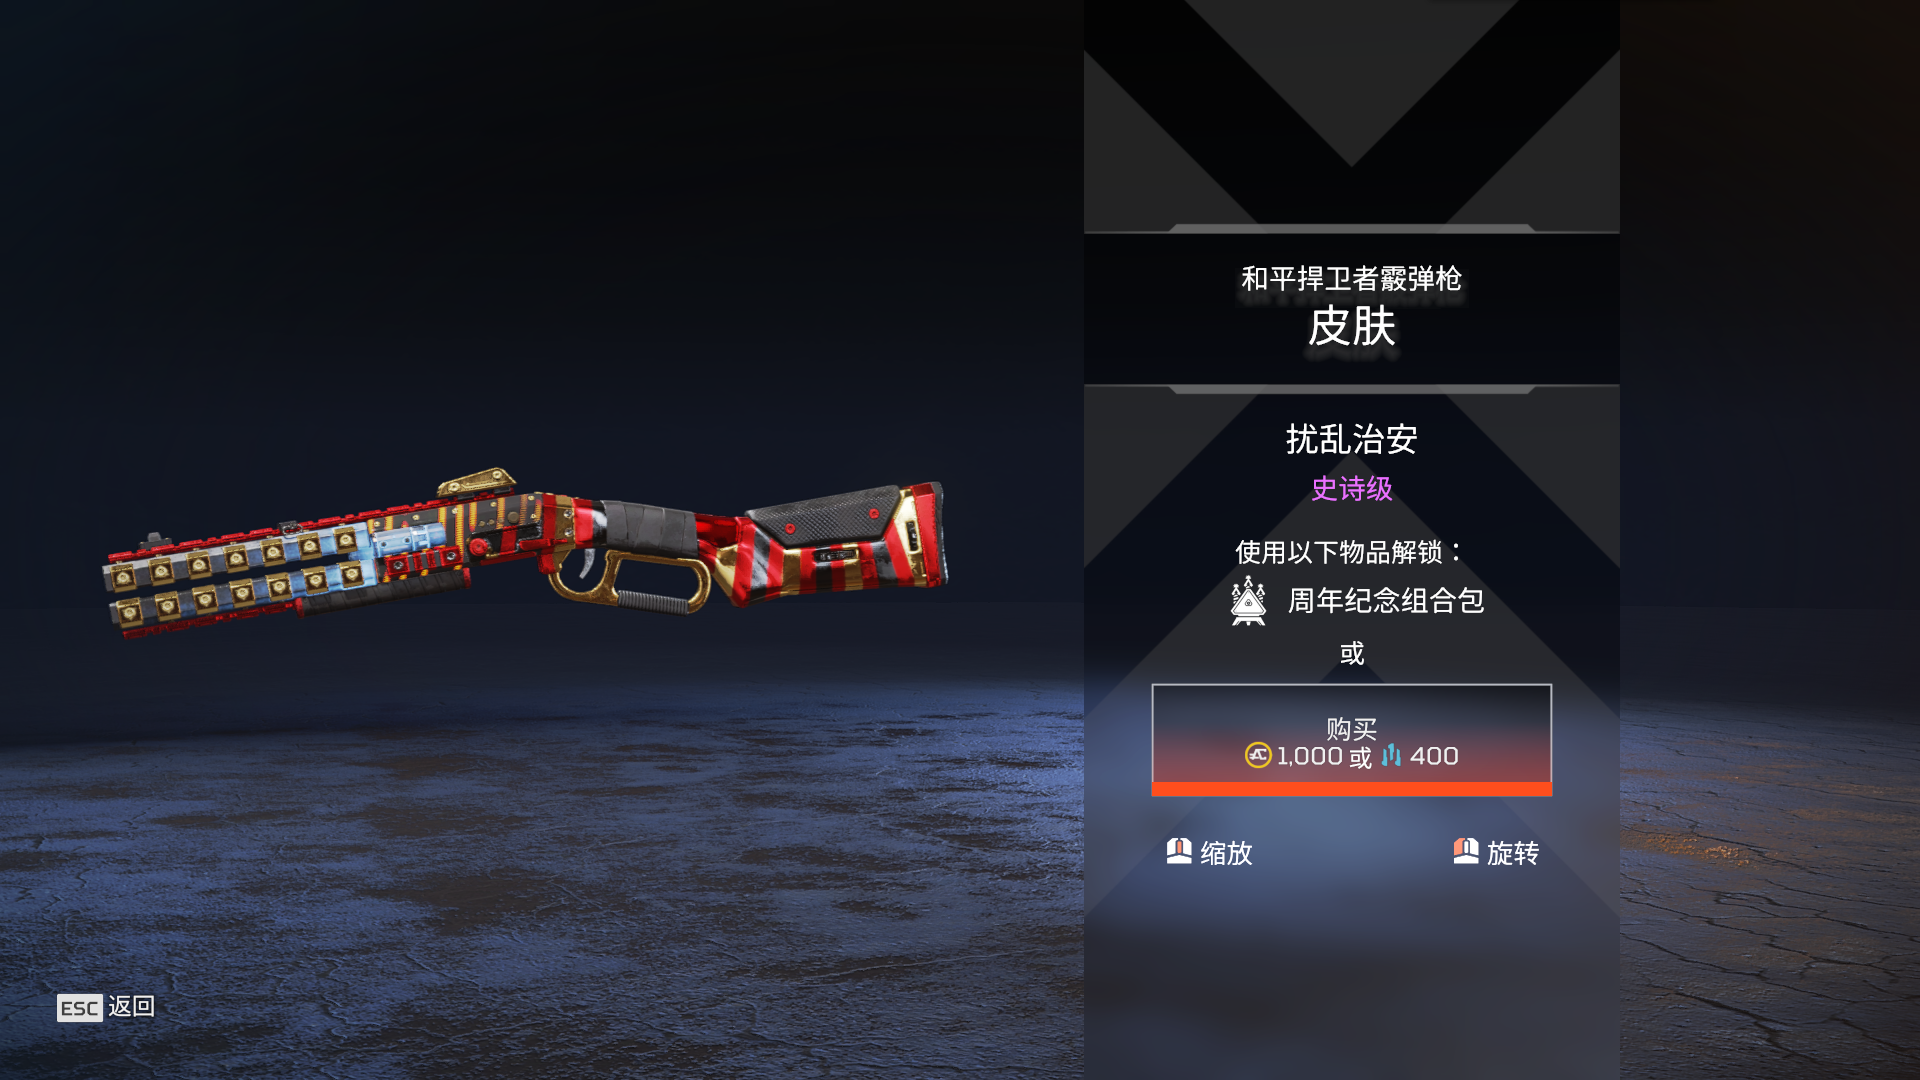 和平捍卫者霰弹枪
皮肤
扰乱治安
史诗级
使用以下物品解锁：
周年纪念组合包
或
购买
1,000 或 400
缩放
旋转
ESC 返回